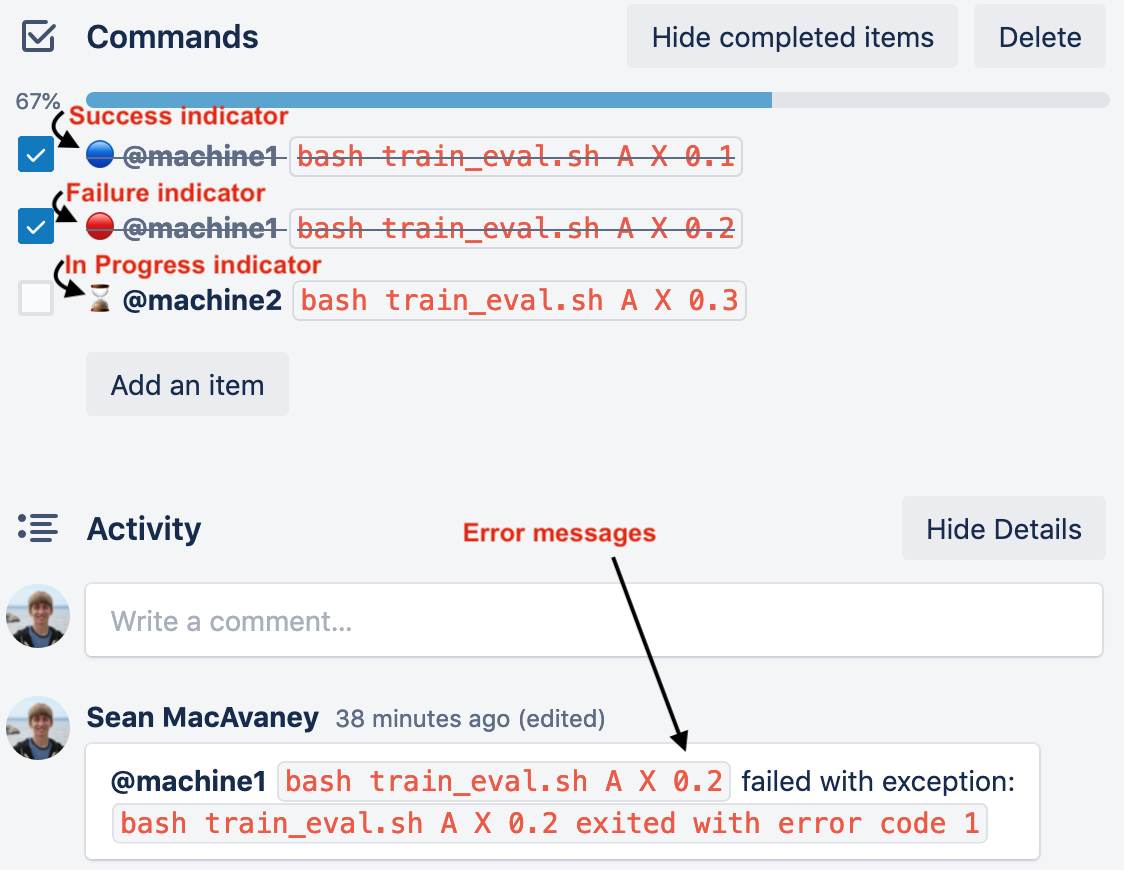 Commands
Hide completed items
Delete
67%
Success indicator
@machine1 bash train_eval.sh A X 0.1
Failure indicator
@machine1 bash train_eval.sh A X 0.2
In Progress indicator
@machine2 bash train_eval.sh A X 0.3
Add an item
Activity
Error messages
Hide Details
Write a comment...
Sean MacAvaney 38 minutes ago (edited)
@machine1 bash train_eval.sh A X 0.2 failed with exception:
bash train_eval.sh A X 0.2 exited with error code 1